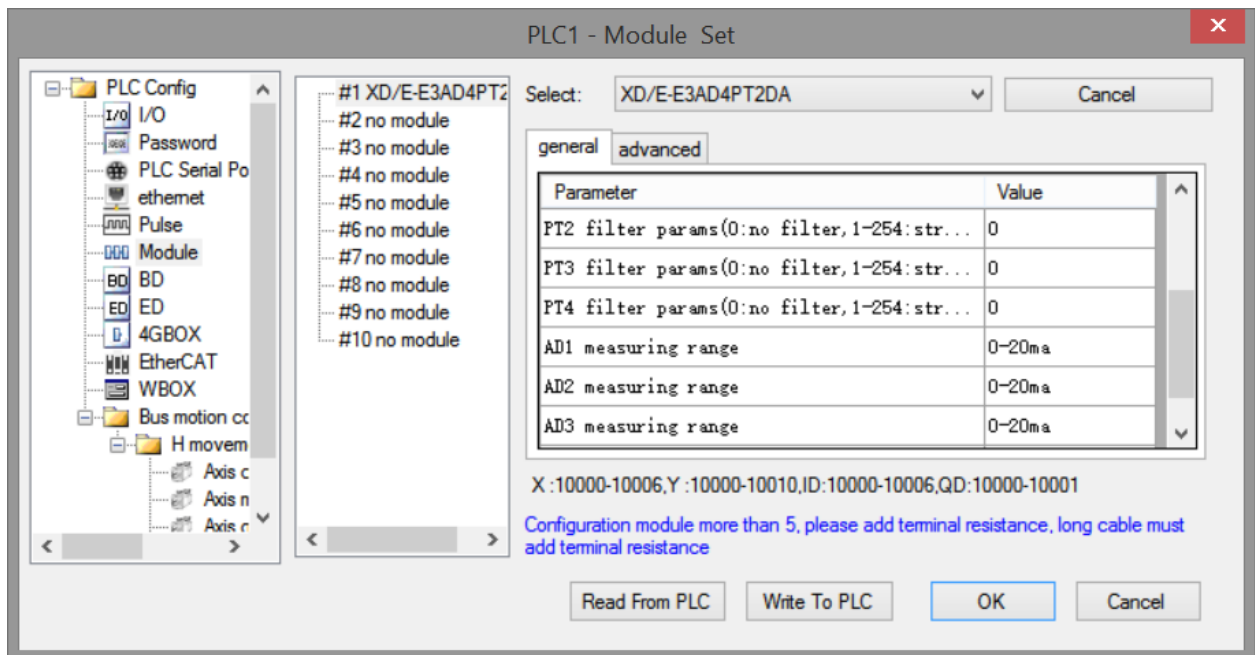 PLC1 - Module Set
PLC Config
I/O
I/O
Password
PLC Serial Po
ethernet
Pulse
Module
BD
BD
ED
ED
4GBOX
EtherCAT
WBOX
Bus motion cc
H movem
Axis c
Axis n
Axis c
#1 XD/E-E3AD4PT2
#2 no module
#3 no module
#4 no module
#5 no module
#6 no module
#7 no module
#8 no module
#9 no module
#10 no module
Select: XD/E-E3AD4PT2DA Cancel
general advanced
Parameter Value
PT2 filter params(0:no filter,1-254:str... 0
PT3 filter params(0:no filter,1-254:str... 0
PT4 filter params(0:no filter,1-254:str... 0
AD1 measuring range 0-20ma
AD2 measuring range 0-20ma
AD3 measuring range 0-20ma
X :10000-10006,Y :10000-10010,ID:10000-10006,QD:10000-10001
Configuration module more than 5, please add terminal resistance, long cable must
add terminal resistance
Read From PLC Write To PLC OK Cancel